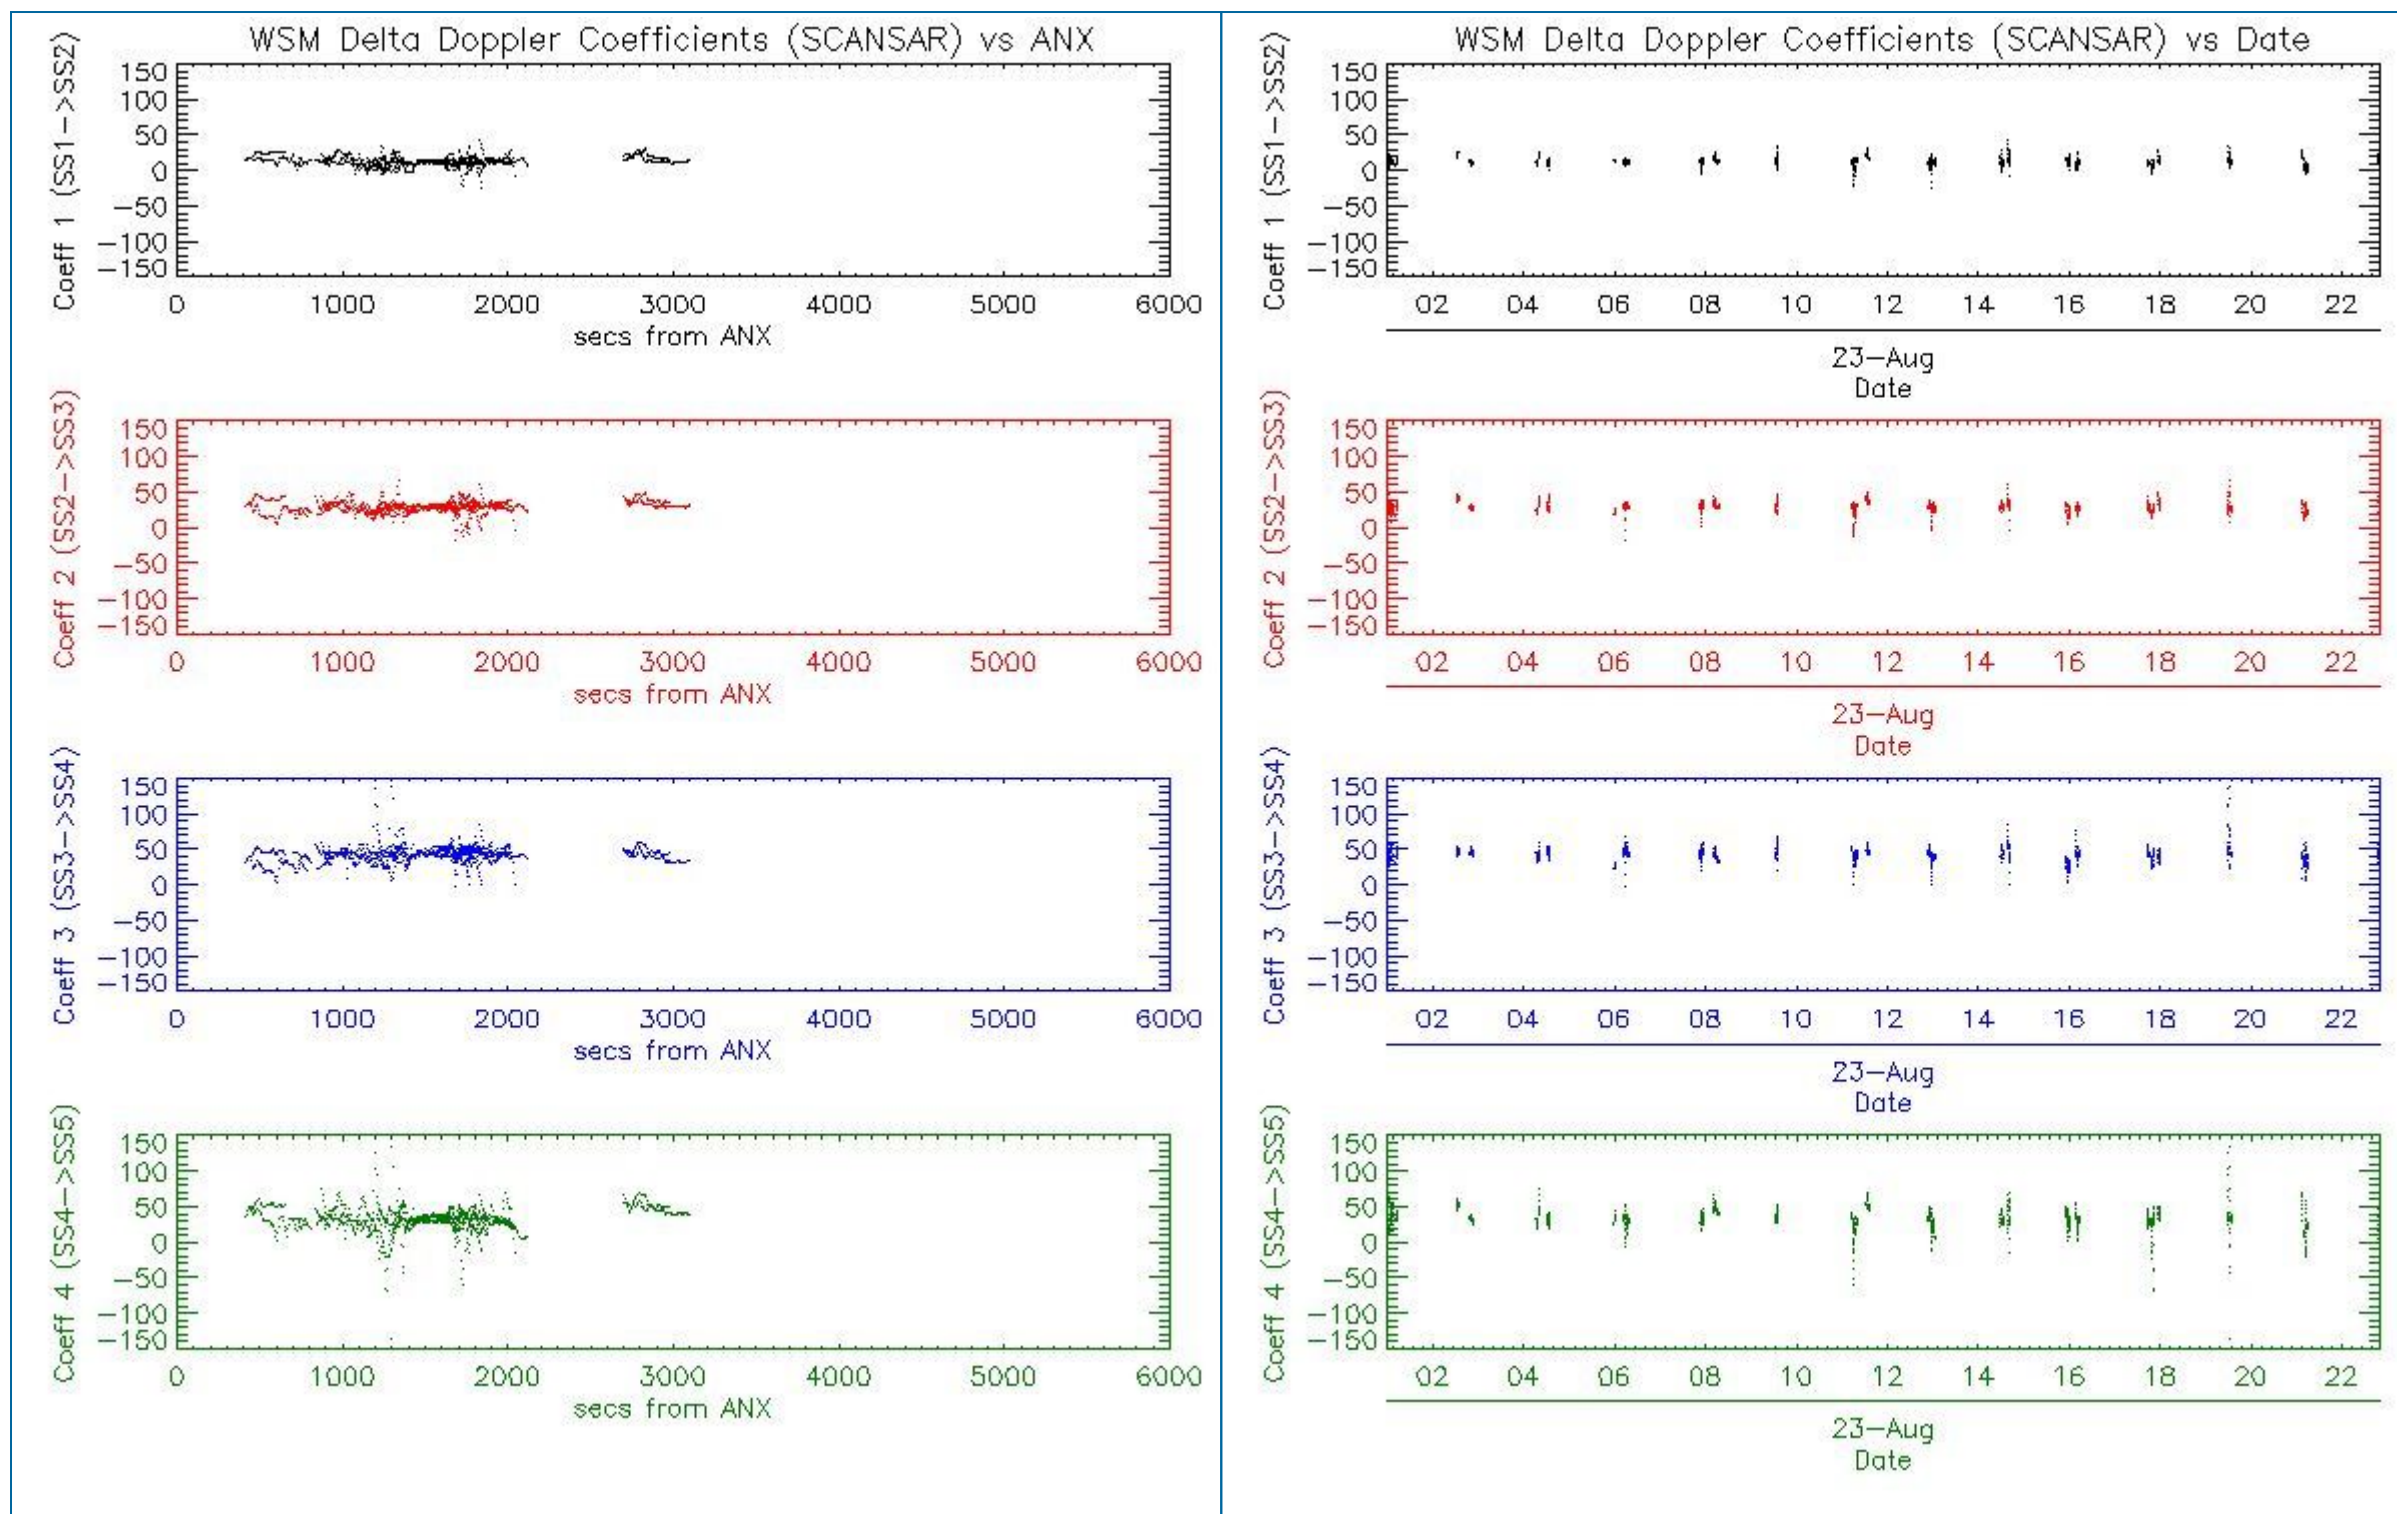 WSM Delta Doppler Coefficients (SCANSAR) vs ANX
Coeff 1 (SS1->SS2)
150
100
50
0
-50
-100
-150
0 1000 2000 3000 4000 5000 6000
secs from ANX
Coeff 2 (SS2->SS3)
150
100
50
0
-50
-100
-150
0 1000 2000 3000 4000 5000 6000
secs from ANX
Coeff 3 (SS3->SS4)
150
100
50
0
-50
-100
-150
0 1000 2000 3000 4000 5000 6000
secs from ANX
Coeff 4 (SS4->SS5)
150
100
50
0
-50
-100
-150
0 1000 2000 3000 4000 5000 6000
secs from ANX
WSM Delta Doppler Coefficients (SCANSAR) vs Date
Coeff 1 (SS1->SS2)
150
100
50
0
-50
-100
-150
02 04 06 08 10 12 14 16 18 20 22
23-Aug
Date
Coeff 2 (SS2->SS3)
150
100
50
0
-50
-100
-150
02 04 06 08 10 12 14 16 18 20 22
23-Aug
Date
Coeff 3 (SS3->SS4)
150
100
50
0
-50
-100
-150
02 04 06 08 10 12 14 16 18 20 22
23-Aug
Date
Coeff 4 (SS4->SS5)
150
100
50
0
-50
-100
-150
02 04 06 08 10 12 14 16 18 20 22
23-Aug
Date